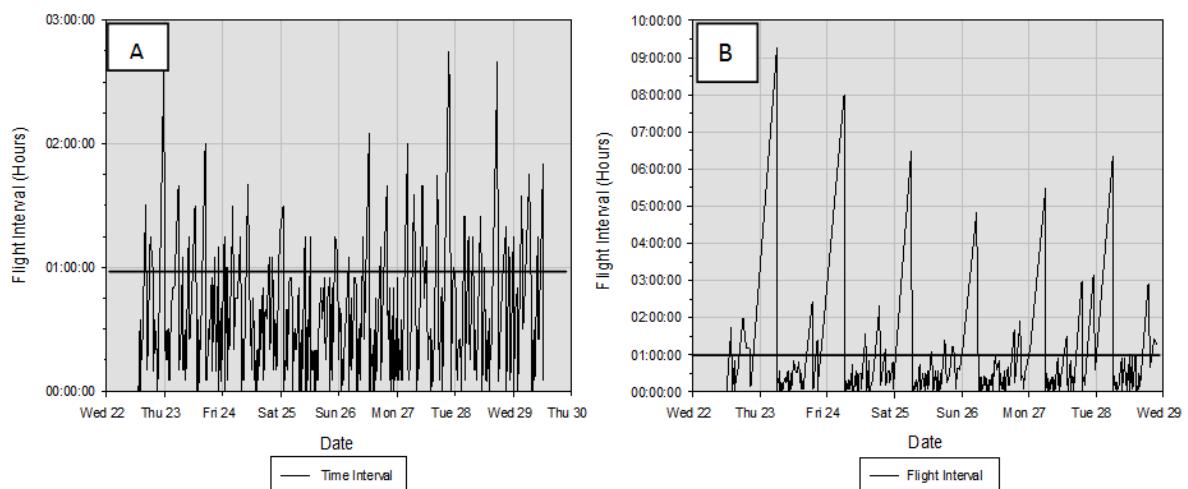 A
Flight Interval (Hours)
03:00:00
02:00:00
01:00:00
00:00:00
Wed 22 Thu 23 Fri 24 Sat 25 Sun 26 Mon 27 Tue 28 Wed 29 Thu 30
Date
Time Interval
B
Flight Interval (Hours)
10:00:00
09:00:00
08:00:00
07:00:00
06:00:00
05:00:00
04:00:00
03:00:00
02:00:00
01:00:00
00:00:00
Wed 22 Thu 23 Fri 24 Sat 25 Sun 26 Mon 27 Tue 28 Wed 29
Date
Flight Interval